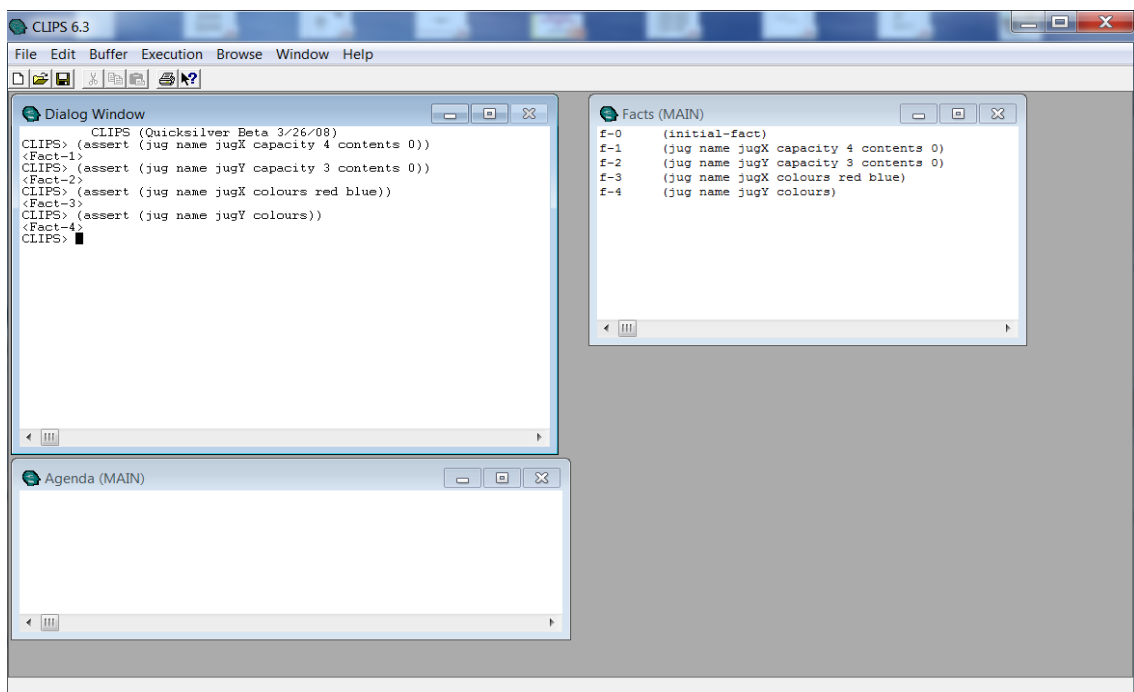 CLIPS 6.3
File Edit Buffer Execution Browse Window Help
Dialog Window
CLIPS (Quicksilver Beta 3/26/08)
CLIPS> (assert (jug name jugX capacity 4 contents 0))
<Fact-1>
CLIPS> (assert (jug name jugY capacity 3 contents 0))
<Fact-2>
CLIPS> (assert (jug name jugX colours red blue))
<Fact-3>
CLIPS> (assert (jug name jugY colours))
<Fact-4>
CLIPS>
Facts (MAIN)
f-0 (initial-fact)
f-1 (jug name jugX capacity 4 contents 0)
f-2 (jug name jugY capacity 3 contents 0)
f-3 (jug name jugX colours red blue)
f-4 (jug name jugY colours)
Agenda (MAIN)